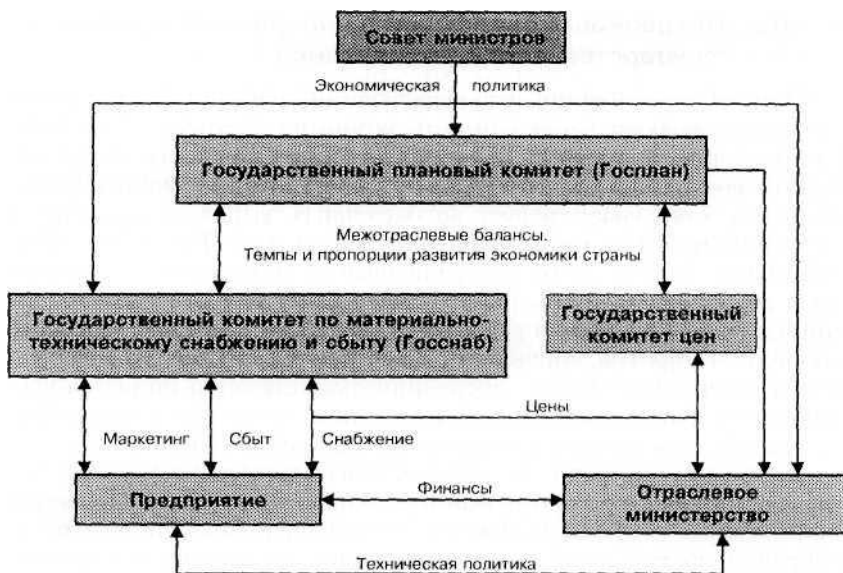 Совет министров
Экономическая политика
Государственный плановый комитет (Госплан)
Межотраслевые балансы.
Темпы и пропорции развития экономики страны
Государственный комитет по материально-
техническому снабжению и сбыту (Госснаб)
Государственный
комитет цен
Цены
Маркетинг
Сбыт
Снабжение
Предприятие
Финансы
Отраслевое
министерство
Техническая политика